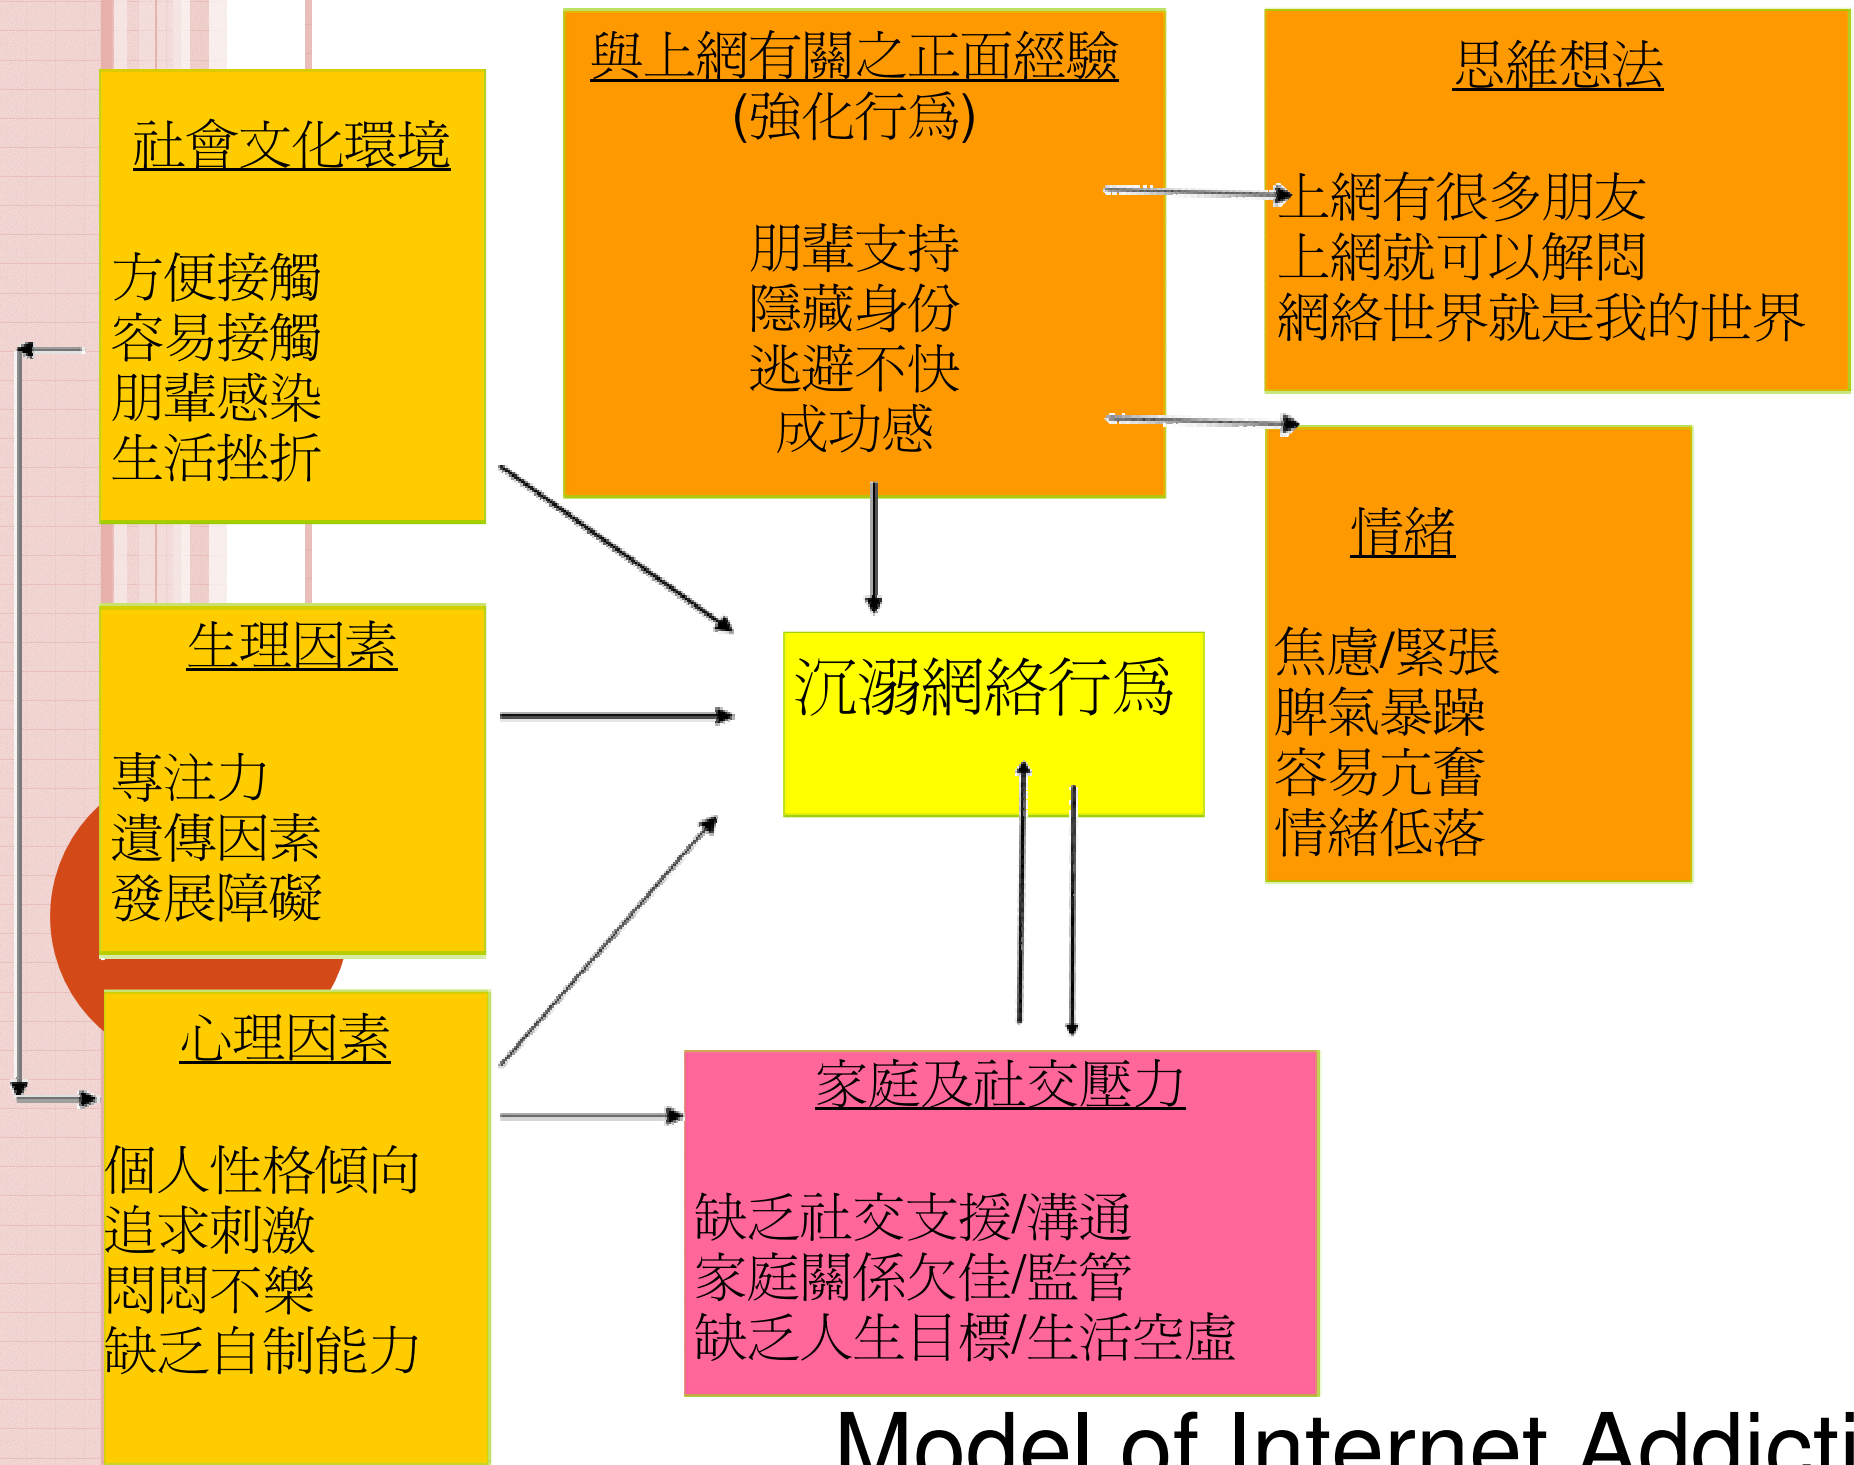 社會文化環境
方便接觸
容易接觸
朋輩感染
生活挫折
與上網有關之正面經驗
(強化行為)
朋輩支持
隱藏身份
逃避不快
成功感
思維想法
上網有很多朋友
上網就可以解悶
網絡世界就是我的世界
情緒
焦慮/緊張
脾氣暴躁
容易亢奮
情緒低落
生理因素
專注力
遺傳因素
發展障礙
沉溺網絡行為
心理因素
個人性格傾向
追求刺激
悶悶不樂
缺乏自制能力
家庭及社交壓力
缺乏社交支援/溝通
家庭關係欠佳/監管
缺乏人生目標/生活空虛
Model of Internet Addicti